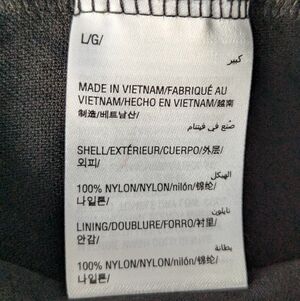 L/G/
كبير
MADE IN VIETNAM/FABRIQUÉ AU
VIETNAM/HECHO EN VIETNAM/越南
制造/베트남산/
صُنع في فيتنام
SHELL/EXTÉRIEUR/CUERPO/外层/
외피/
الهيكل
100% NYLON/NYLON/nilón/锦纶/
나일론/
نايلون
LINING/DOUBLURE/FORRO/衬里/
안감/
بطانة
100% NYLON/NYLON/nilón/锦纶/
나일론/